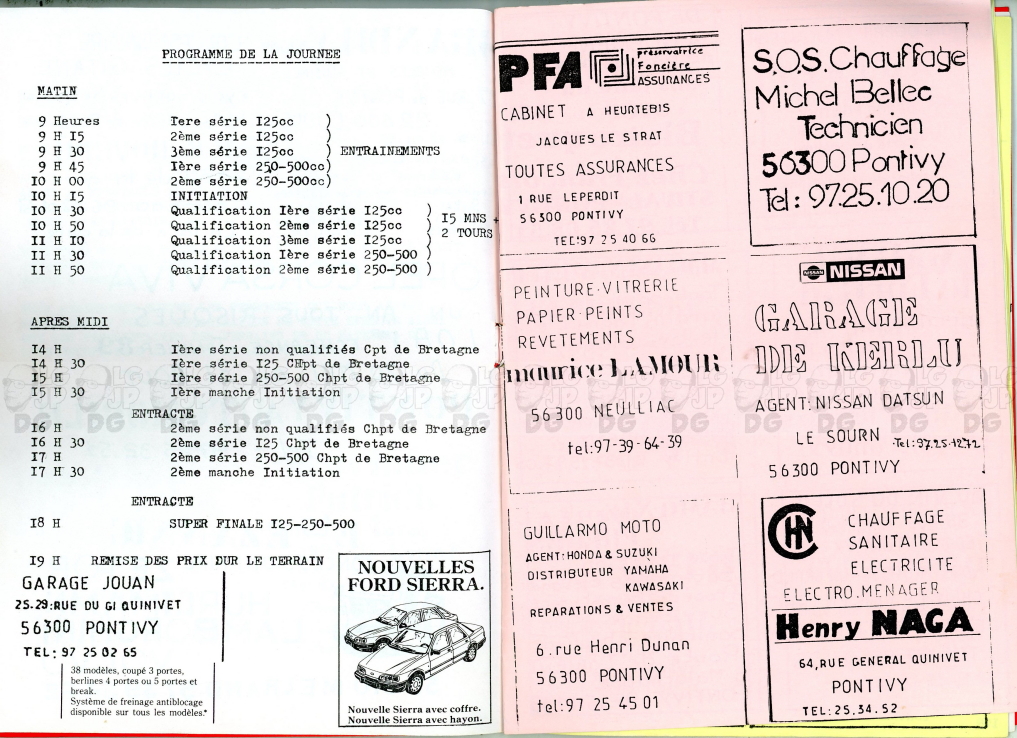 PROGRAMME DE LA JOURNEE
MATIN
9 Heures Iere série I25cc )
9 H I5 2ème série I25cc )
9 H 30 3ème série I25cc ) ENTRAINEMENTS
9 H 45 Ière série 250-500cc)
IO H 00 2ème série 250-500cc)
IO H I5 INITIATION
IO H 30 Qualification Ière série I25cc ) I5 MNS +
IO H 50 Qualification 2ème série I25cc ) 2 TOURS
II H IO Qualification 3ème série I25cc )
II H 30 Qualification Ière série 250-500 )
II H 50 Qualification 2ème série 250-500 )
APRES MIDI
I4 H Ière série non qualifiés Cpt de Bretagne
I4 H 30 Ière série I25 CHpt de Bretagne
I5 H Ière série 250-500 Chpt de Bretagne
I5 H 30 Ière manche Initiation
ENTRACTE
I6 H 2ème série non qualifiés Chpt de Bretagne
I6 H 30 2ème série I25 Chpt de Bretagne
I7 H 2ème série 250-500 Chpt de Bretagne
I7 H 30 2ème manche Initiation
ENTRACTE
I8 H SUPER FINALE I25-250-500
I9 H REMISE DES PRIX SUR LE TERRAIN
GARAGE JOUAN
25.29:RUE DU GI QUINIVET
56300 PONTIVY
TEL: 97 25 02 65
38 modèles, coupé 3 portes,
berlines 4 portes ou 5 portes et
break.
Système de freinage antiblocage
disponible sur tous les modèles.*
NOUVELLES
FORD SIERRA.
Nouvelle Sierra avec coffre.
Nouvelle Sierra avec hayon.
PFA préservatrice
Foncière
ASSURANCES
CABINET A HEURTEBIS
JACQUES LE STRAT
TOUTES ASSURANCES
1 RUE LEPERDIT
56300 PONTIVY
TEL:97 25 40 66
PEINTURE-VITRERIE
PAPIER-PEINTS
REVETEMENTS
maurice LAMOUR
56300 NEULLIAC
tel:97-39-64-39
GUILLARMO MOTO
AGENT:HONDA & SUZUKI
DISTRIBUTEUR YAMAHA
KAWASAKI
REPARATIONS & VENTES
6.rue Henri Dunan
56300 PONTIVY
tel:97 25 45 01
S.O.S. Chauffage
Michel Bellec
Technicien
56300 Pontivy
Tel: 97.25.10.20
NISSAN NISSAN
GARAGE
DE KERLU
AGENT:NISSAN DATSUN
LE SOURN .Tel:97.25.1272
56300 PONTIVY
CHN
CHAUFFAGE
SANITAIRE
ELECTRICITE
ELECTRO.MENAGER
Henry NAGA
64,RUE GENERAL QUINIVET
PONTIVY
TEL:25.34.52
LG
JP
DG